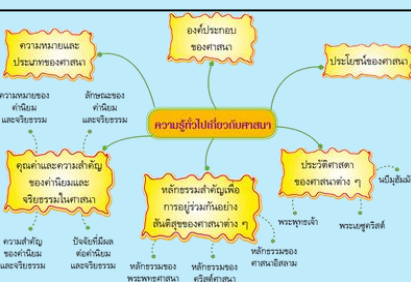 องค์ประกอบ
ของศาสนา
ความหมายและ
ประเภทของศาสนา
ประโยชน์ของศาสนา
ความหมายของ
ค่านิยม
และจริยธรรม
ลักษณะของ
ค่านิยม
และจริยธรรม
ความรู้ทั่วไปเกี่ยวกับศาสนา
คุณค่าและความสำคัญ
ของค่านิยมและ
จริยธรรมในศาสนา
หลักธรรมสำคัญเพื่อ
การอยู่ร่วมกันอย่าง
สันติสุขของศาสนาต่าง ๆ
ประวัติศาสดา
ของศาสนาต่าง ๆ
นบีมุฮัมมัด
พระพุทธเจ้า
พระเยซูคริสต์
ความสำคัญ
ของค่านิยม
และจริยธรรม
ปัจจัยที่มีผล
ต่อค่านิยม
และจริยธรรม
หลักธรรมของ
พระพุทธศาสนา
หลักธรรมของ
คริสต์ศาสนา
หลักธรรมของ
ศาสนาอิสลาม